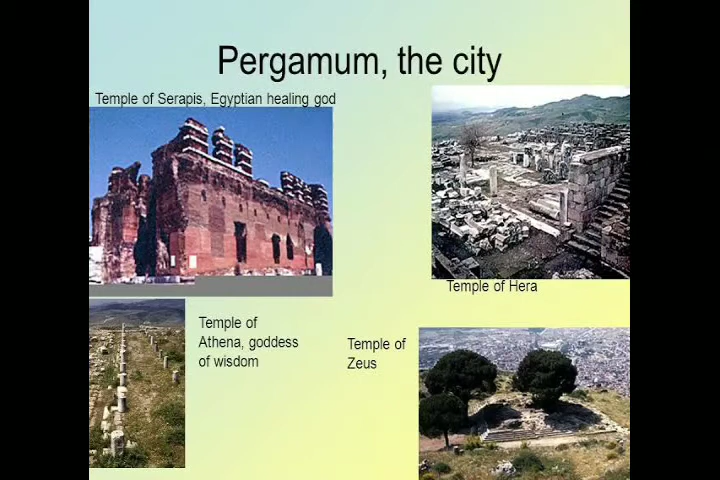 Pergamum, the city
Temple of Serapis, Egyptian healing god
Temple of Hera
Temple of
Athena, goddess
of wisdom
Temple of
Zeus